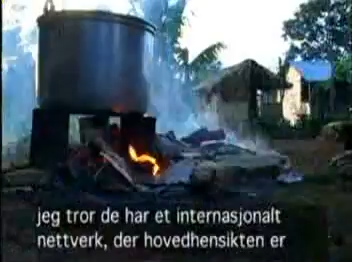 jeg tror de har et internasjonalt
nettverk, der hovedhensikten er